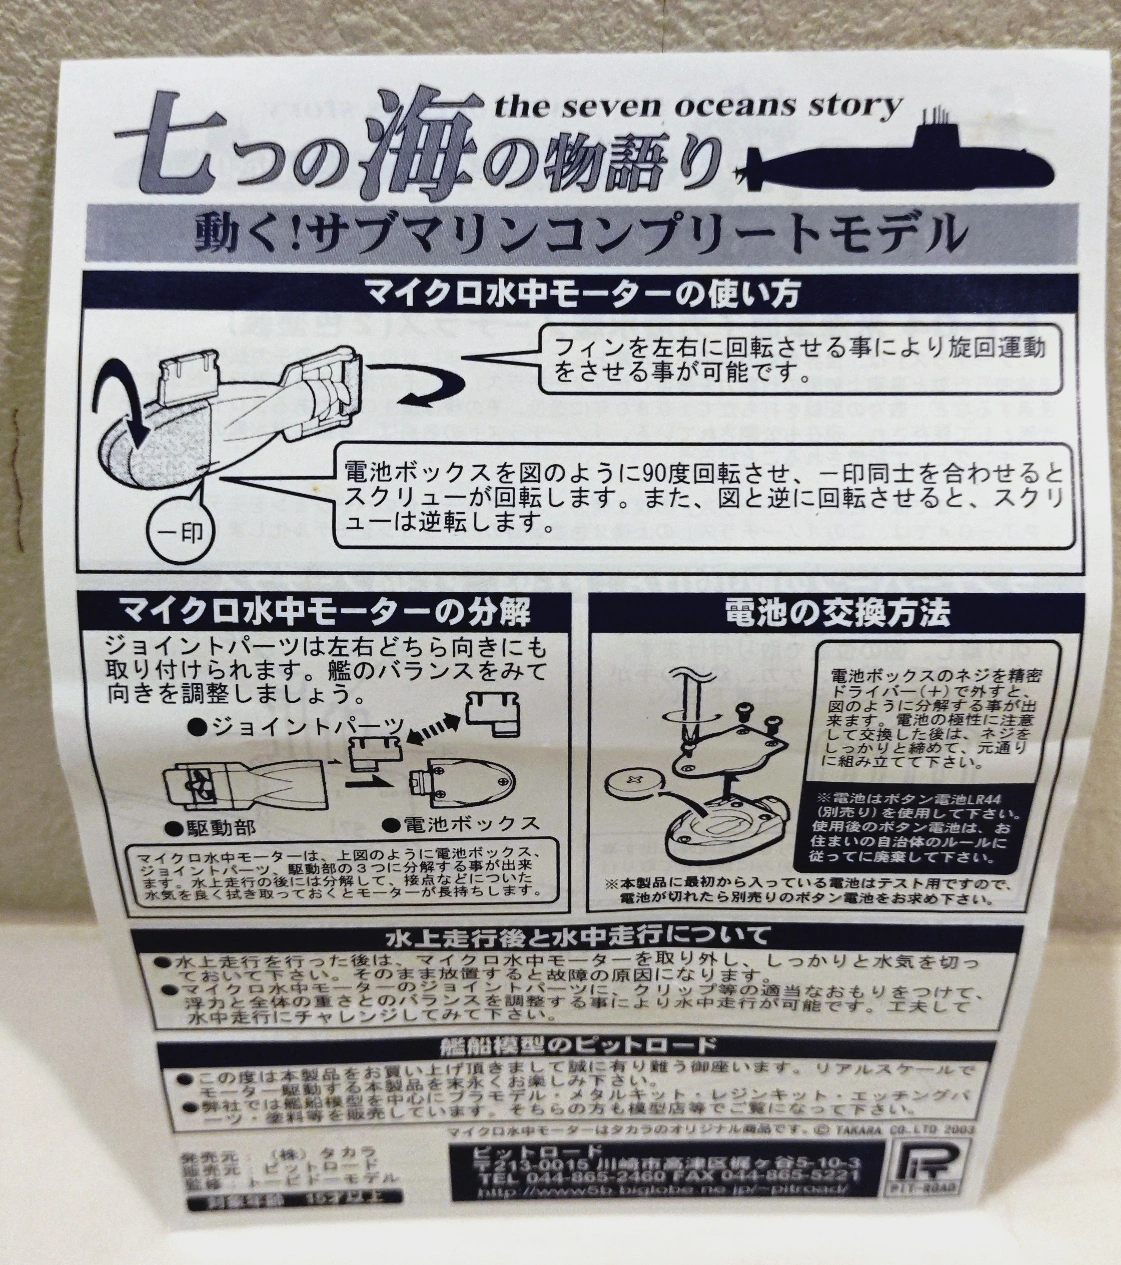 七つの海の物語り
the seven oceans story
動く!サブマリンコンプリートモデル
マイクロ水中モーターの使い方
フィンを左右に回転させる事により旋回運動
をさせる事が可能です。
電池ボックスを図のように90度回転させ、一印同士を合わせると
スクリューが回転します。また、図と逆に回転させると、スクリ
ューは逆転します。
一印
マイクロ水中モーターの分解
ジョイントパーツは左右どちら向きにも
取り付けられます。艦のバランスをみて
向きを調整しましょう。
●ジョイントパーツ
●駆動部
●電池ボックス
マイクロ水中モーターは、上図のように電池ボックス、
ジョイントパーツ、駆動部の3つに分解する事が出来
ます。水上走行の後には分解して、接点などについた
水気を良く拭き取っておくとモーターが長持ちします。
電池の交換方法
電池ボックスのネジを精密
ドライバー(+)で外すと、
図のように分解する事が出
来ます。電池の極性に注意
して交換した後は、ネジを
しっかりと締めて、元通り
に組み立てて下さい。
※電池はボタン電池LR44
(別売り)を使用して下さい。
使用後のボタン電池は、お
住まいの自治体のルールに
従ってに廃棄して下さい。
※本製品に最初から入っている電池はテスト用ですので、
電池が切れたら別売りのボタン電池をお求め下さい。
水上走行後と水中走行について
●水上走行を行った後は、マイクロ水中モーターを取り外し、しっかりと水気を切っ
ておいて下さい。そのまま放置すると故障の原因になります。
●マイクロ水中モーターのジョイントパーツに、クリップ等の適当なおもりをつけて、
浮力と全体の重さとのバランスを調整する事により水中走行が可能です。工夫して
水中走行にチャレンジしてみて下さい。
艦船模型のピットロード
●この度は本製品をお買い上げ頂きまして誠に有り難う御座います。リアルスケールで
モーター駆動する本製品を末永くお楽しみ下さい。
●弊社では艦船模型を中心にプラモデル・メタルキット・レジンキット・エッチングパ
ーツ・塗料等を販売しています。そちらの方も模型店等でご覧になって下さい。
マイクロ水中モーターはタカラのオリジナル商品です。© TAKARA CO.,LTD 2003
発売元：(株)タカラ
販売元：ピットロード
監修：トーピドーモデル
対象年齢 15才以上
ピットロード
〒213-0015 川崎市高津区梶ヶ谷5-10-3
TEL 044-865-2460 FAX 044-865-5221
http://www5b.biglobe.ne.jp/~pitroad/
PIT
PIT-ROAD